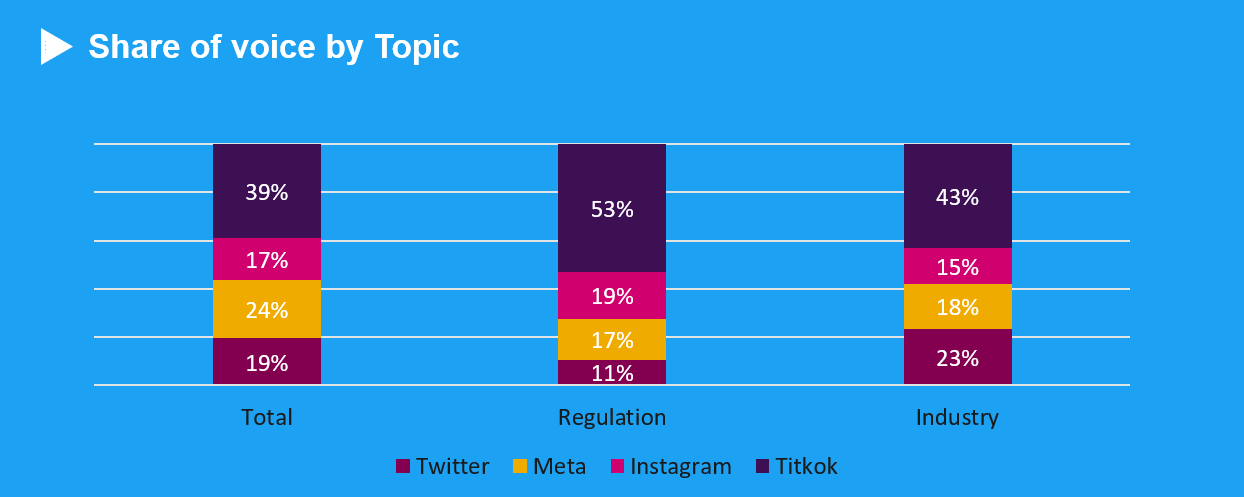 Share of voice by Topic
39% 53% 43%
17% 19% 15%
24% 17% 18%
19% 11% 23%
Total Regulation Industry
Twitter Meta Instagram Titkok